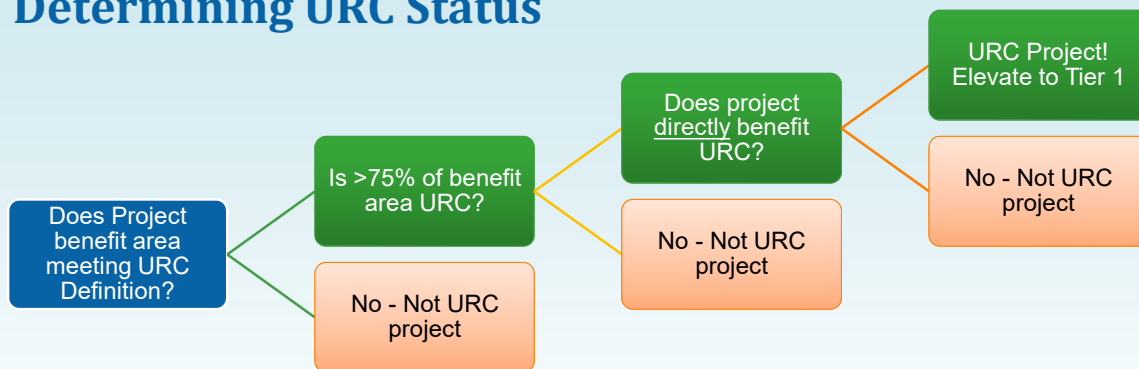 Determining URC Status
Does Project
benefit area
meeting URC
Definition?
Is >75% of benefit
area URC?
No - Not URC
project
Does project
directly benefit
URC?
No - Not URC
project
URC Project!
Elevate to Tier 1
No - Not URC
project